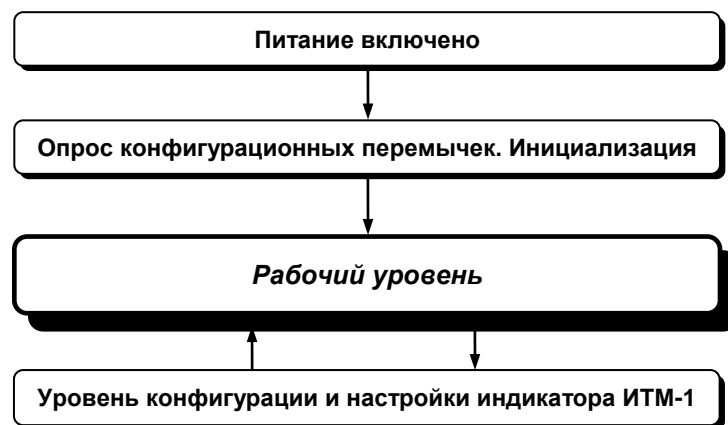 Питание включено
Опрос конфигурационных перемычек. Инициализация
Рабочий уровень
Уровень конфигурации и настройки индикатора ИТМ-1